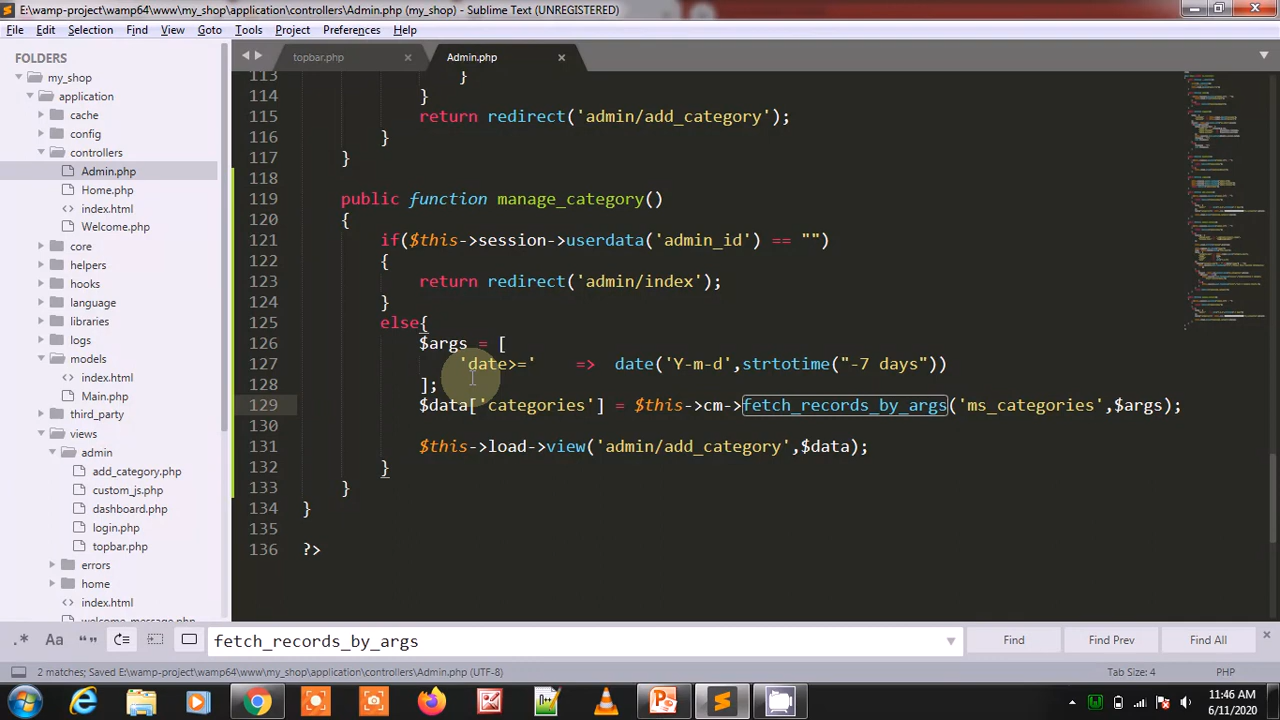 E:\wamp-project\wamp64\www\my_shop\application\controllers\Admin.php (my_shop) - Sublime Text (UNREGISTERED)
File Edit Selection Find View Goto Tools Project Preferences Help
FOLDERS
my_shop
application
cache
config
controllers
Admin.php
Home.php
index.html
Welcome.php
core
helpers
hooks
language
libraries
logs
models
index.html
Main.php
third_party
views
admin
add_category.php
custom_js.php
dashboard.php
login.php
topbar.php
errors
home
index.html
welcome_message.php
topbar.php Admin.php
113 }
114 }
115 return redirect('admin/add_category');
116 }
117 }
118
119 public function manage_category()
120 {
121 if($this->session->userdata('admin_id') == "")
122 {
123 return redirect('admin/index');
124 }
125 else{
126 $args = [
127 'date>=' => date('Y-m-d',strtotime("-7 days"))
128 ];
129 $data['categories'] = $this->cm->fetch_records_by_args('ms_categories',$args);
130
131 $this->load->view('admin/add_category',$data);
132 }
133 }
134 }
135
136 ?>
.* Aa “” fetch_records_by_args Find Find Prev Find All
2 matches; Saved E:\wamp-project\wamp64\www\my_shop\application\controllers\Admin.php (UTF-8) Tab Size: 4 PHP
11:46 AM
6/11/2020